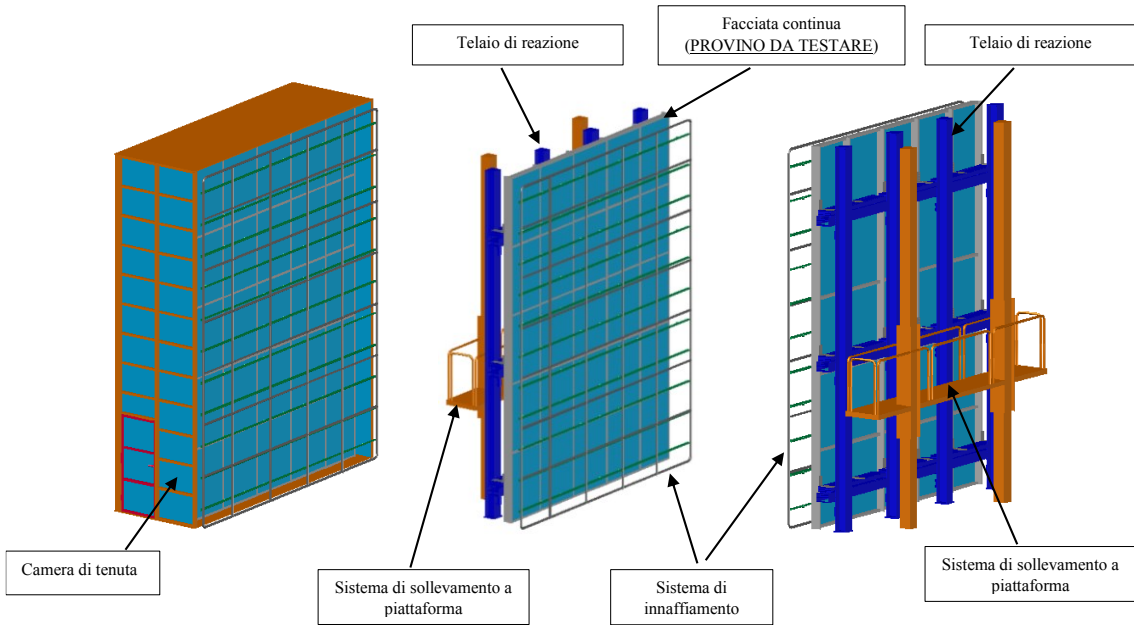 Telaio di reazione
Facciata continua
(PROVINO DA TESTARE)
Telaio di reazione
Camera di tenuta
Sistema di sollevamento a
piattaforma
Sistema di
innaffiamento
Sistema di sollevamento a
piattaforma